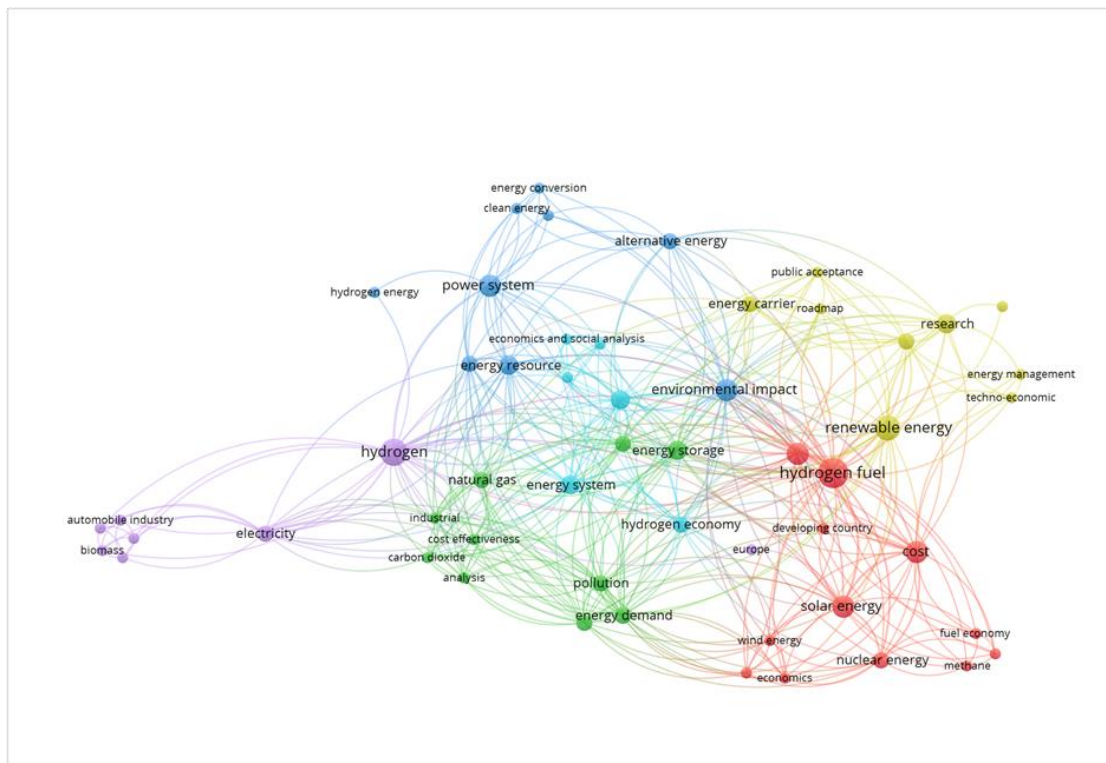 energy conversion
clean energy
alternative energy
public acceptance
power system
hydrogen energy
energy carrier
roadmap
research
economics and social analysis
energy resource
energy management
environmental impact
techno-economic
renewable energy
hydrogen
energy storage
hydrogen fuel
natural gas
energy system
industrial
automobile industry
hydrogen economy
developing country
electricity
cost effectiveness
biomass
europe
cost
carbon dioxide
analysis
pollution
solar energy
energy demand
wind energy
fuel economy
nuclear energy
methane
economics